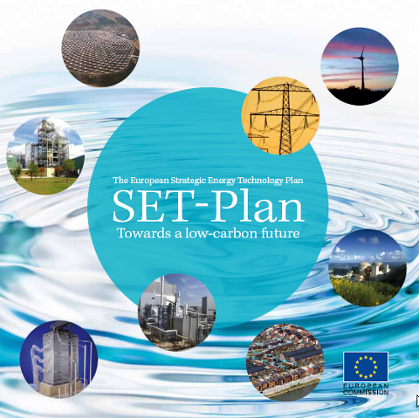 The European Strategic Energy Technology Plan
SET-Plan
Towards a low-carbon future
EUROPEAN
COMMISSION